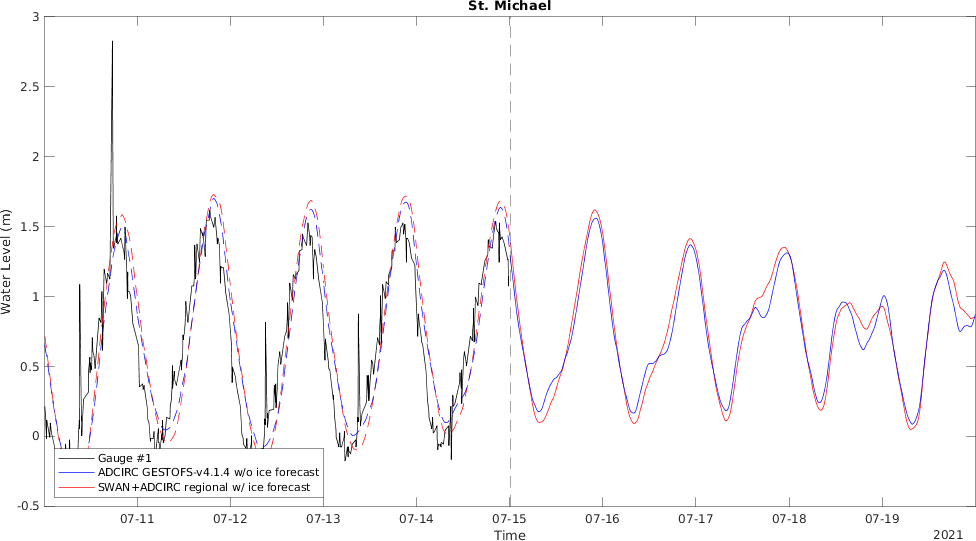 St. Michael
3
2.5
2
1.5
1
0.5
0
-0.5
Water Level (m)
Gauge #1
ADCIRC GESTOFS-v4.1.4 w/o ice forecast
SWAN+ADCIRC regional w/ ice forecast
07-11 07-12 07-13 07-14 07-15 07-16 07-17 07-18 07-19
Time
2021